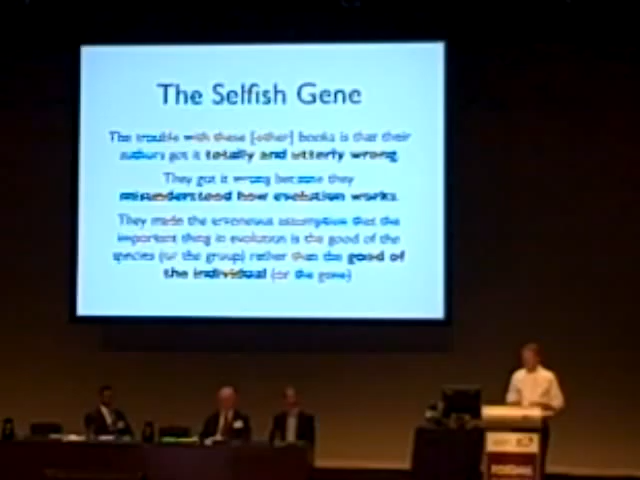 The Selfish Gene
The trouble with these [other] books is that their
authors got it totally and utterly wrong.
They got it wrong because they
misunderstood how evolution works.
They made the erroneous assumption that the
important thing in evolution is the good of the
species (or the group) rather than the good of
the individual (or the gene)